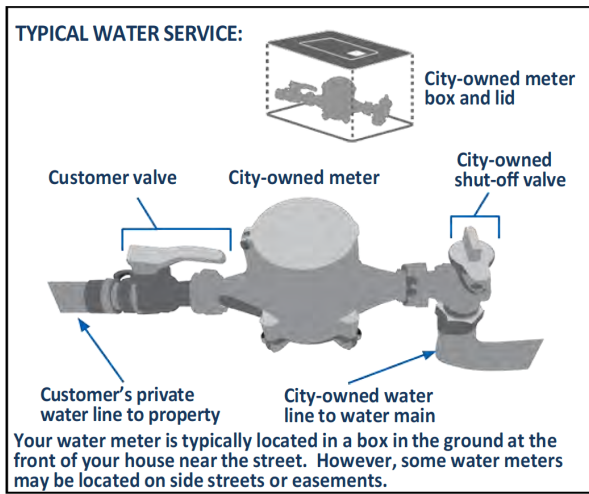 TYPICAL WATER SERVICE:
City-owned meter
box and lid
Customer valve
City-owned meter
City-owned
shut-off valve
Customer's private
water line to property
City-owned water
line to water main
Your water meter is typically located in a box in the ground at the
front of your house near the street.  However, some water meters
may be located on side streets or easements.